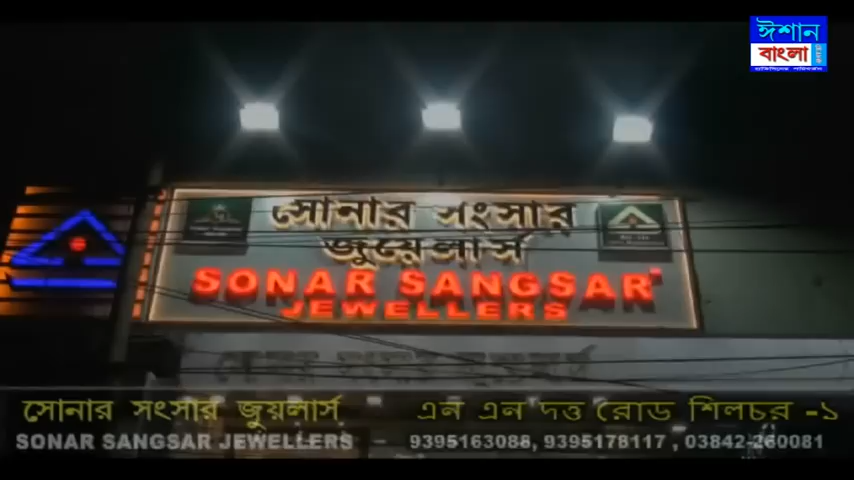 ঈশান
বাংলা
সোনার সংসার
জুয়েলার্স
SONAR SANGSAR
JEWELLERS
সোনার সংসার জুয়লার্স এন এন দত্ত রোড শিলচর -১
SONAR SANGSAR JEWELLERS - 9395163088, 9395178117 , 03842-260081